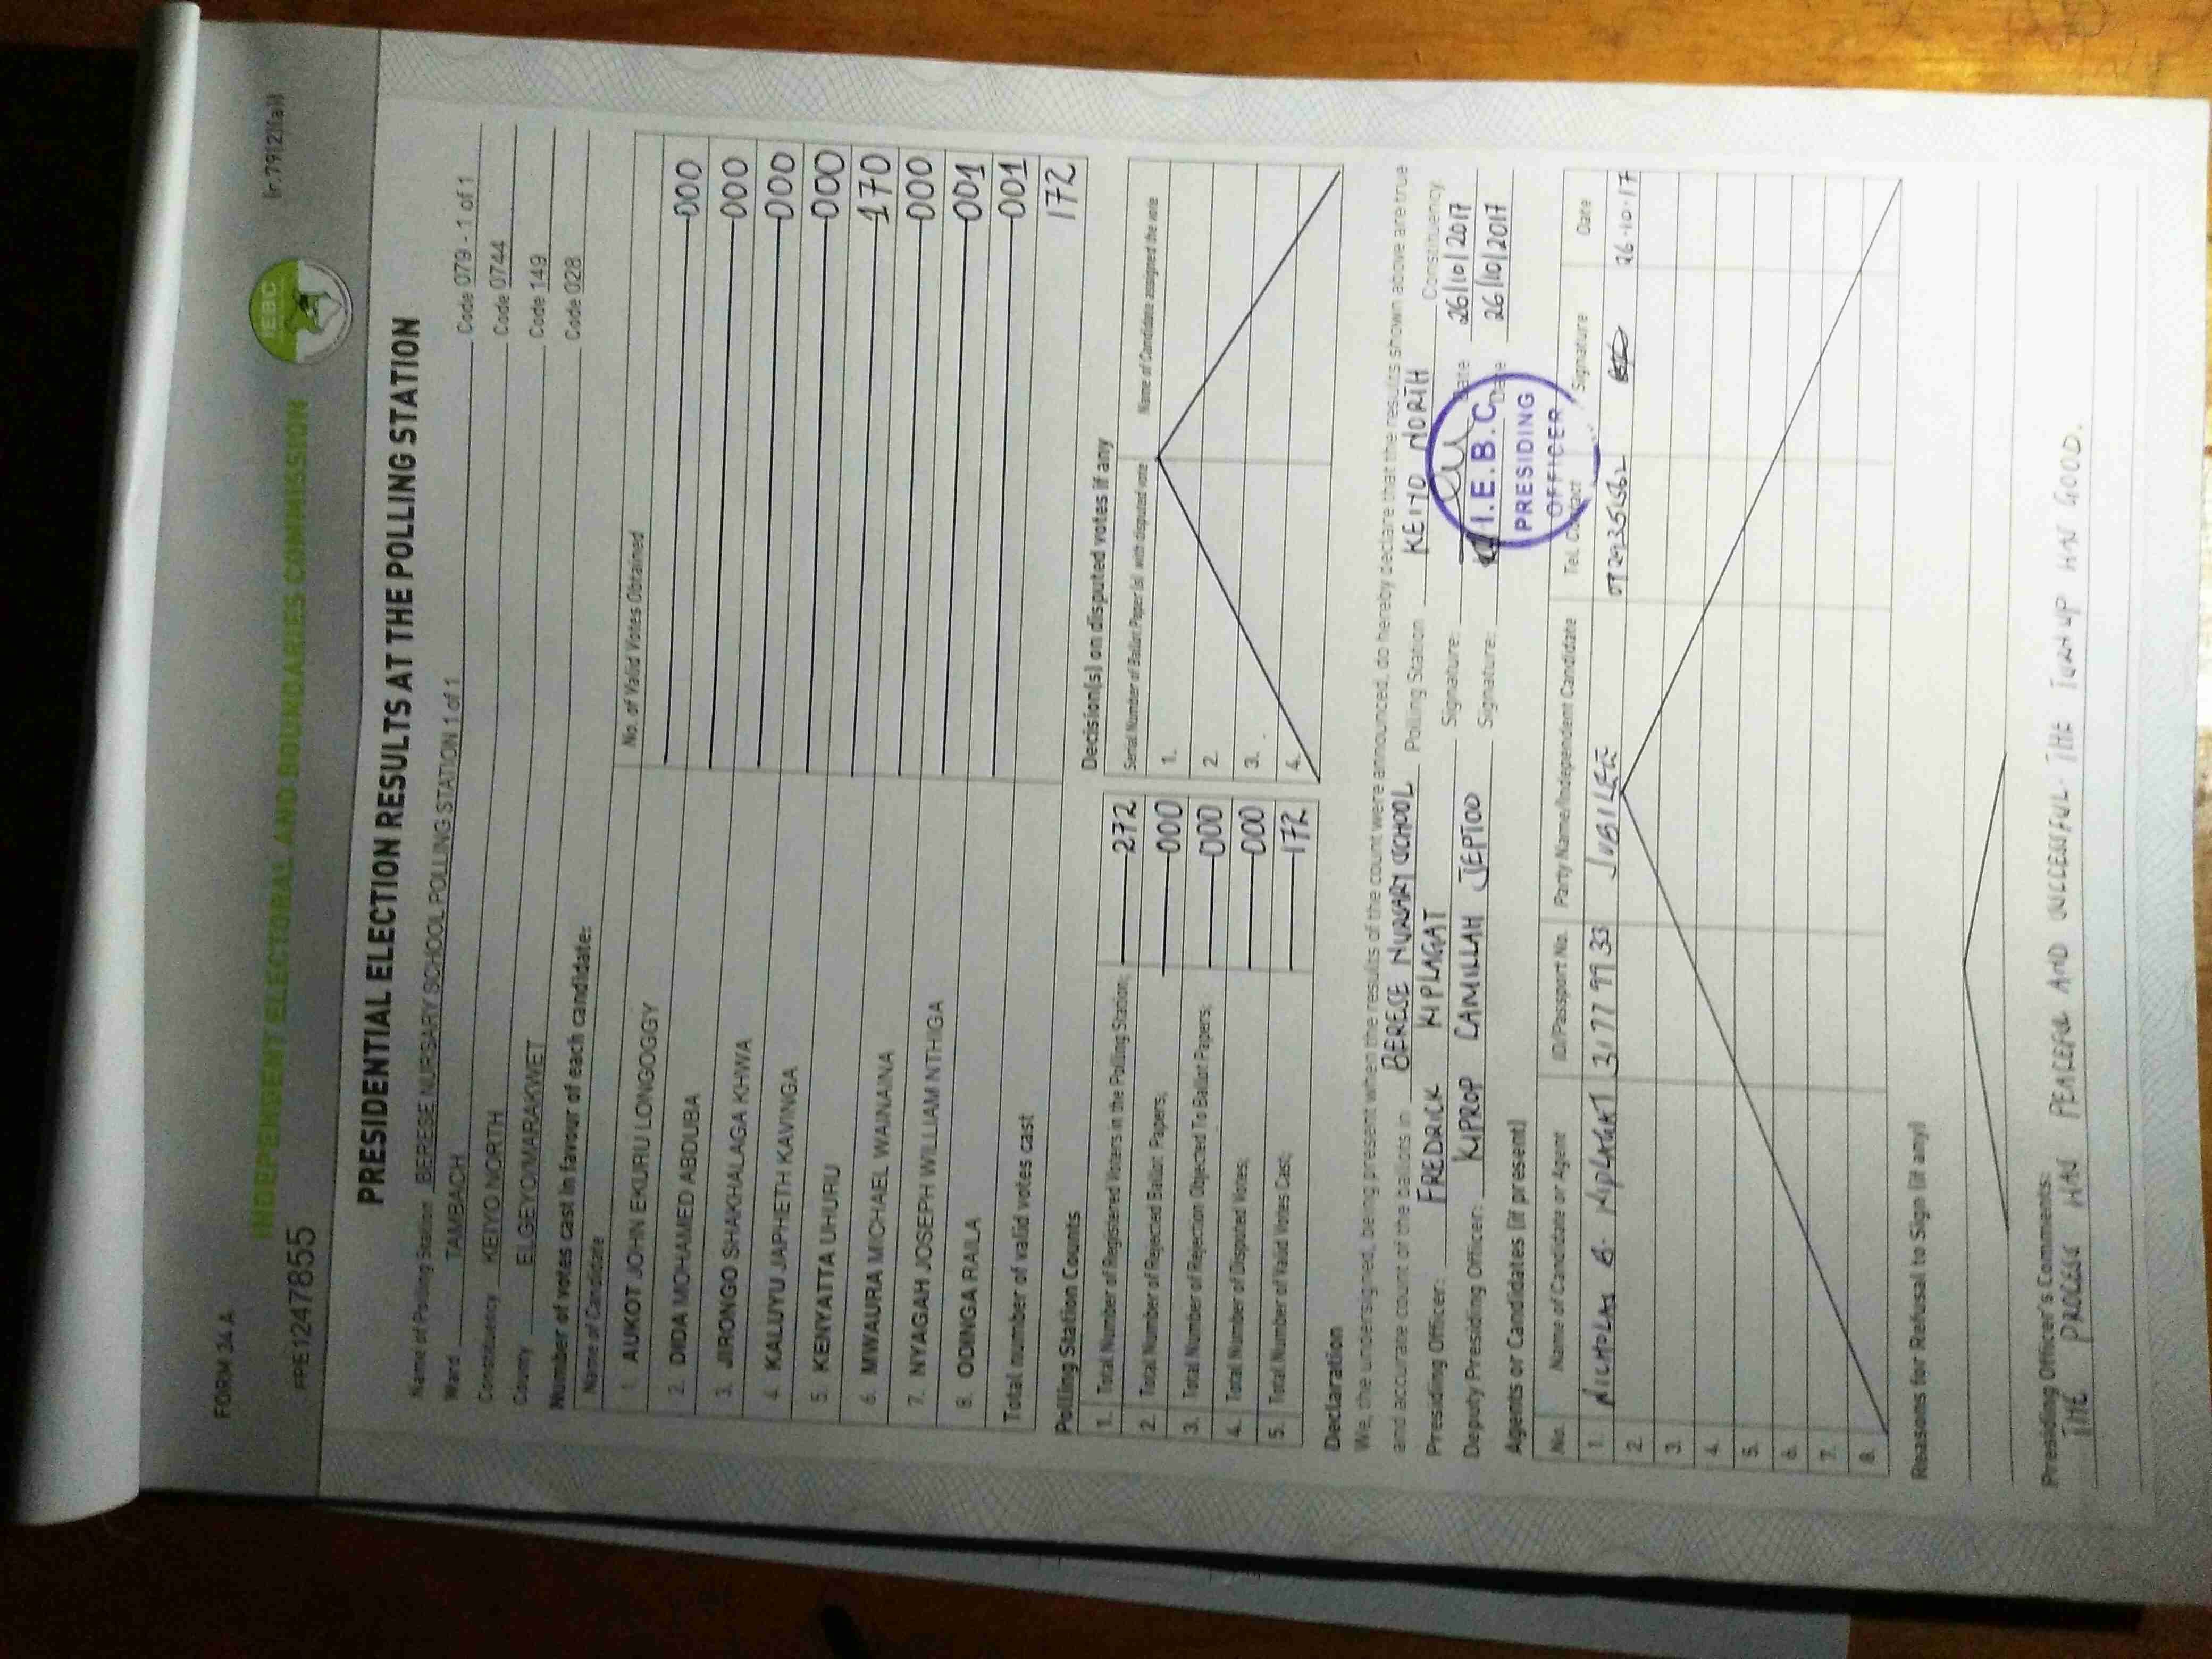 FORM 34 A
INDEPENDENT ELECTORAL AND BOUNDARIES COMMISSION
IEBC
(r.79(2)(a))
PRE1247855
PRESIDENTIAL ELECTION RESULTS AT THE POLLING STATION
Name of Polling Station BERESE NURSARY SCHOOL POLLING STATION 1 of 1 Code 079 - 1 of 1
Ward TAMBACH Code 0744
Constituency KEIYO NORTH Code 149
County ELGEYO/MARAKWET Code 028
Number of votes cast in favour of each candidate:
Name of Candidate No. of Valid Votes Obtained
1. AUKOT JOHN EKURU LONGOGGY 000
2. DIDA MOHAMED ABDUBA 000
3. JIRONGO SHAKHALAGA KHWA 000
4. KALUYU JAPHETH KAVINGA 000
5. KENYATTA UHURU 170
6. MWAURA MICHAEL WAINAINA 000
7. NYAGAH JOSEPH WILLIAM NTHIGA 001
8. ODINGA RAILA 001
Total number of valid votes cast 172
Polling Station Counts
1. Total Number of Registered Voters in the Polling Station; 272
2. Total Number of Rejected Ballot Papers; 000
3. Total Number of Rejection Objected To Ballot Papers; 000
4. Total Number of Disputed Votes; 000
5. Total Number of Valid Votes Cast; 172
Decision(s) on disputed votes if any
Serial Number of Ballot Paper (s) with disputed vote Name of Candidate assigned the vote
1.
2.
3.
4.
Declaration
We, the undersigned, being present when the results of the count were announced, do hereby declare that the results shown above are true
and accurate count of the ballots in BERESE NURSARY SCHOOL Polling Station KEIYO NORTH Constituency.
Presiding Officer: FREDRICK KIPLAGAT Signature: Date 26/10/2017
Deputy Presiding Officer: KIPROP CAMILLAH JEPTOO Signature: Date 26/10/2017
I.E.B.C
PRESIDING
OFFICER
Agents or Candidates (if present)
No. Name of Candidate or Agent ID/Passport No. Party Name/Independent Candidate Tel. Contact Signature Date
1. NICHOLAS B. KIPLAGAT 31779933 JUBILEE 26-10-17
2.
3.
4.
5.
6.
7.
8.
Reasons for Refusal to Sign (if any)
Presiding Officer's Comments:
THE PROCESS WAS PEACEFUL AND SUCCESSFUL. THE TURNUP WAS GOOD.